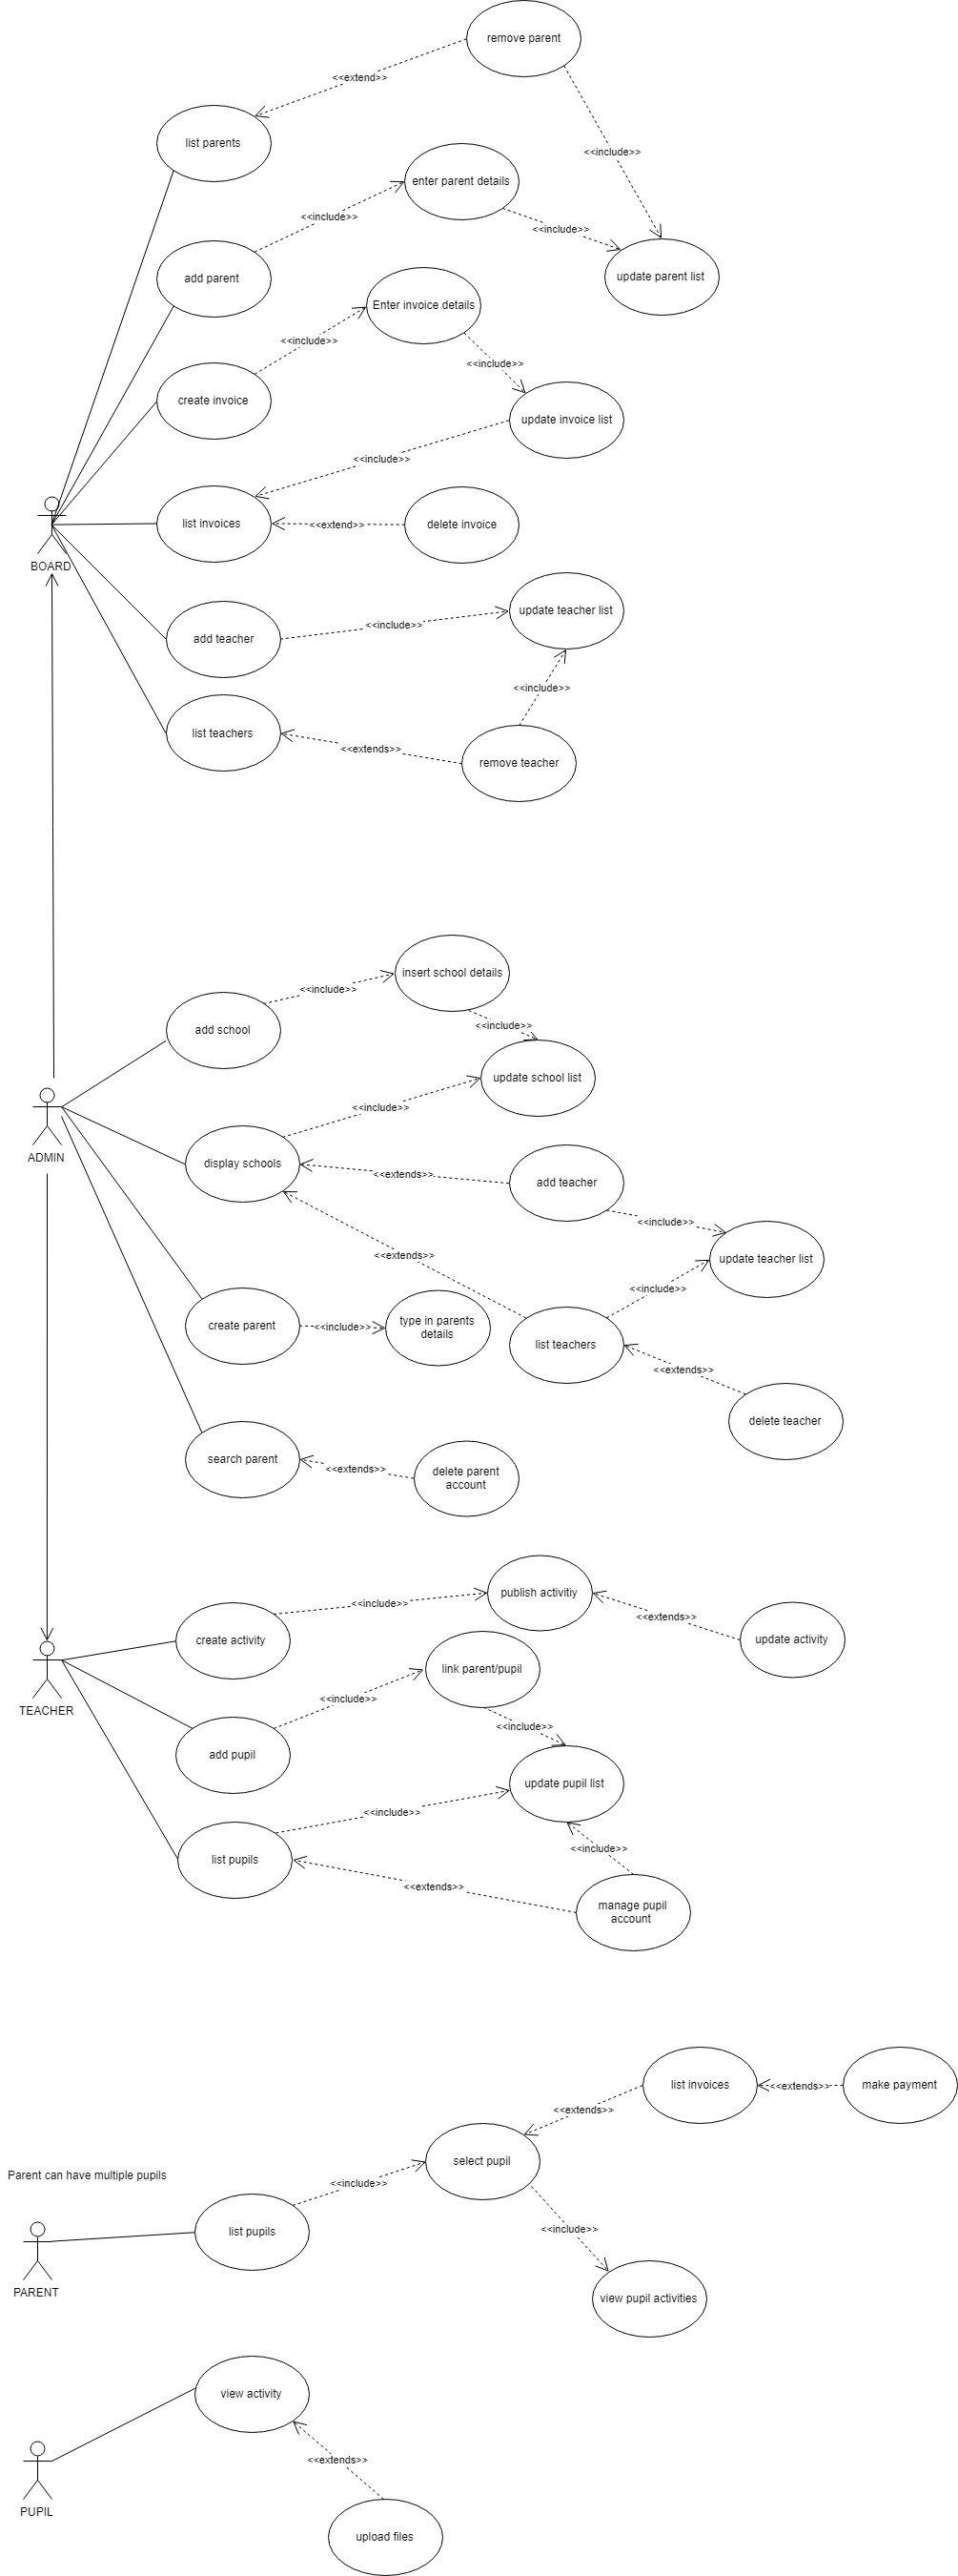 remove parent
<<extend>>
list parents
<<include>>
enter parent details
<<include>>
<<include>>
add parent
update parent list
Enter invoice details
<<include>>
<<include>>
create invoice
update invoice list
<<include>>
list invoices
<<extend>>
delete invoice
BOARD
update teacher list
<<include>>
add teacher
<<include>>
list teachers
<<extends>>
remove teacher
insert school details
<<include>>
add school
<<include>>
update school list
<<include>>
ADMIN
display schools
<<extends>>
add teacher
<<include>>
<<extends>>
update teacher list
<<include>>
create parent
<<include>>
type in parents
details
list teachers
<<extends>>
delete teacher
search parent
<<extends>>
delete parent
account
publish activitiy
<<include>>
<<extends>>
create activity
update activity
link parent/pupil
<<include>>
TEACHER
<<include>>
add pupil
update pupil list
<<include>>
<<include>>
list pupils
<<extends>>
manage pupil
account
list invoices
<<extends>>
make payment
<<extends>>
select pupil
Parent can have multiple pupils
<<include>>
list pupils
<<include>>
PARENT
view pupil activities
view activity
<<extends>>
PUPIL
upload files